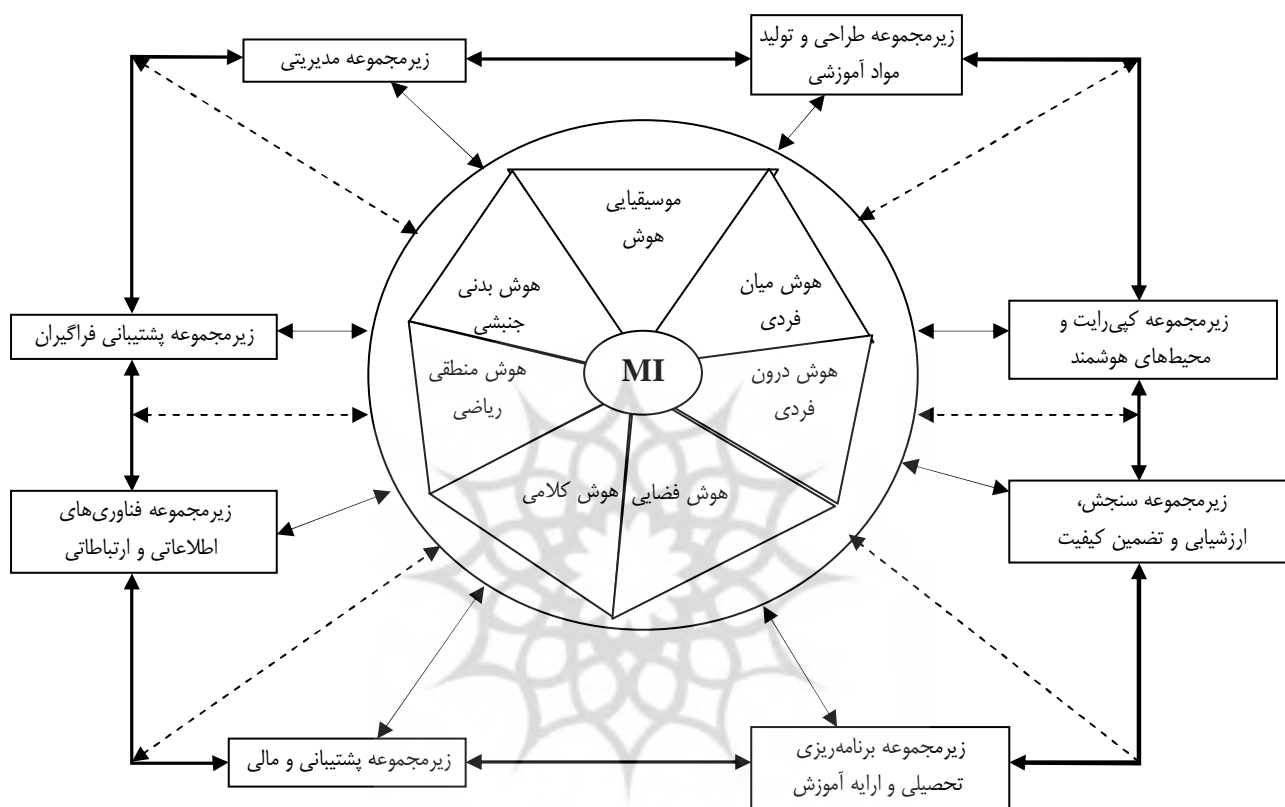 زیرمجموعه طراحی و تولید
مواد آموزشی
زیرمجموعه مدیریتی
موسیقیایی
هوش
هوش میان
فردی
هوش بدنی
جنبشی
زیرمجموعه کپی‌رایت و
محیط‌های هوشمند
MI
زیرمجموعه پشتیبانی فراگیران
هوش درون
فردی
هوش منطقی
ریاضی
هوش فضایی
هوش کلامی
زیرمجموعه سنجش،
ارزشیابی و تضمین کیفیت
زیرمجموعه فناوری‌های
اطلاعاتی و ارتباطاتی
زیرمجموعه برنامه‌ریزی
تحصیلی و ارایه آموزش
زیرمجموعه پشتیبانی و مالی